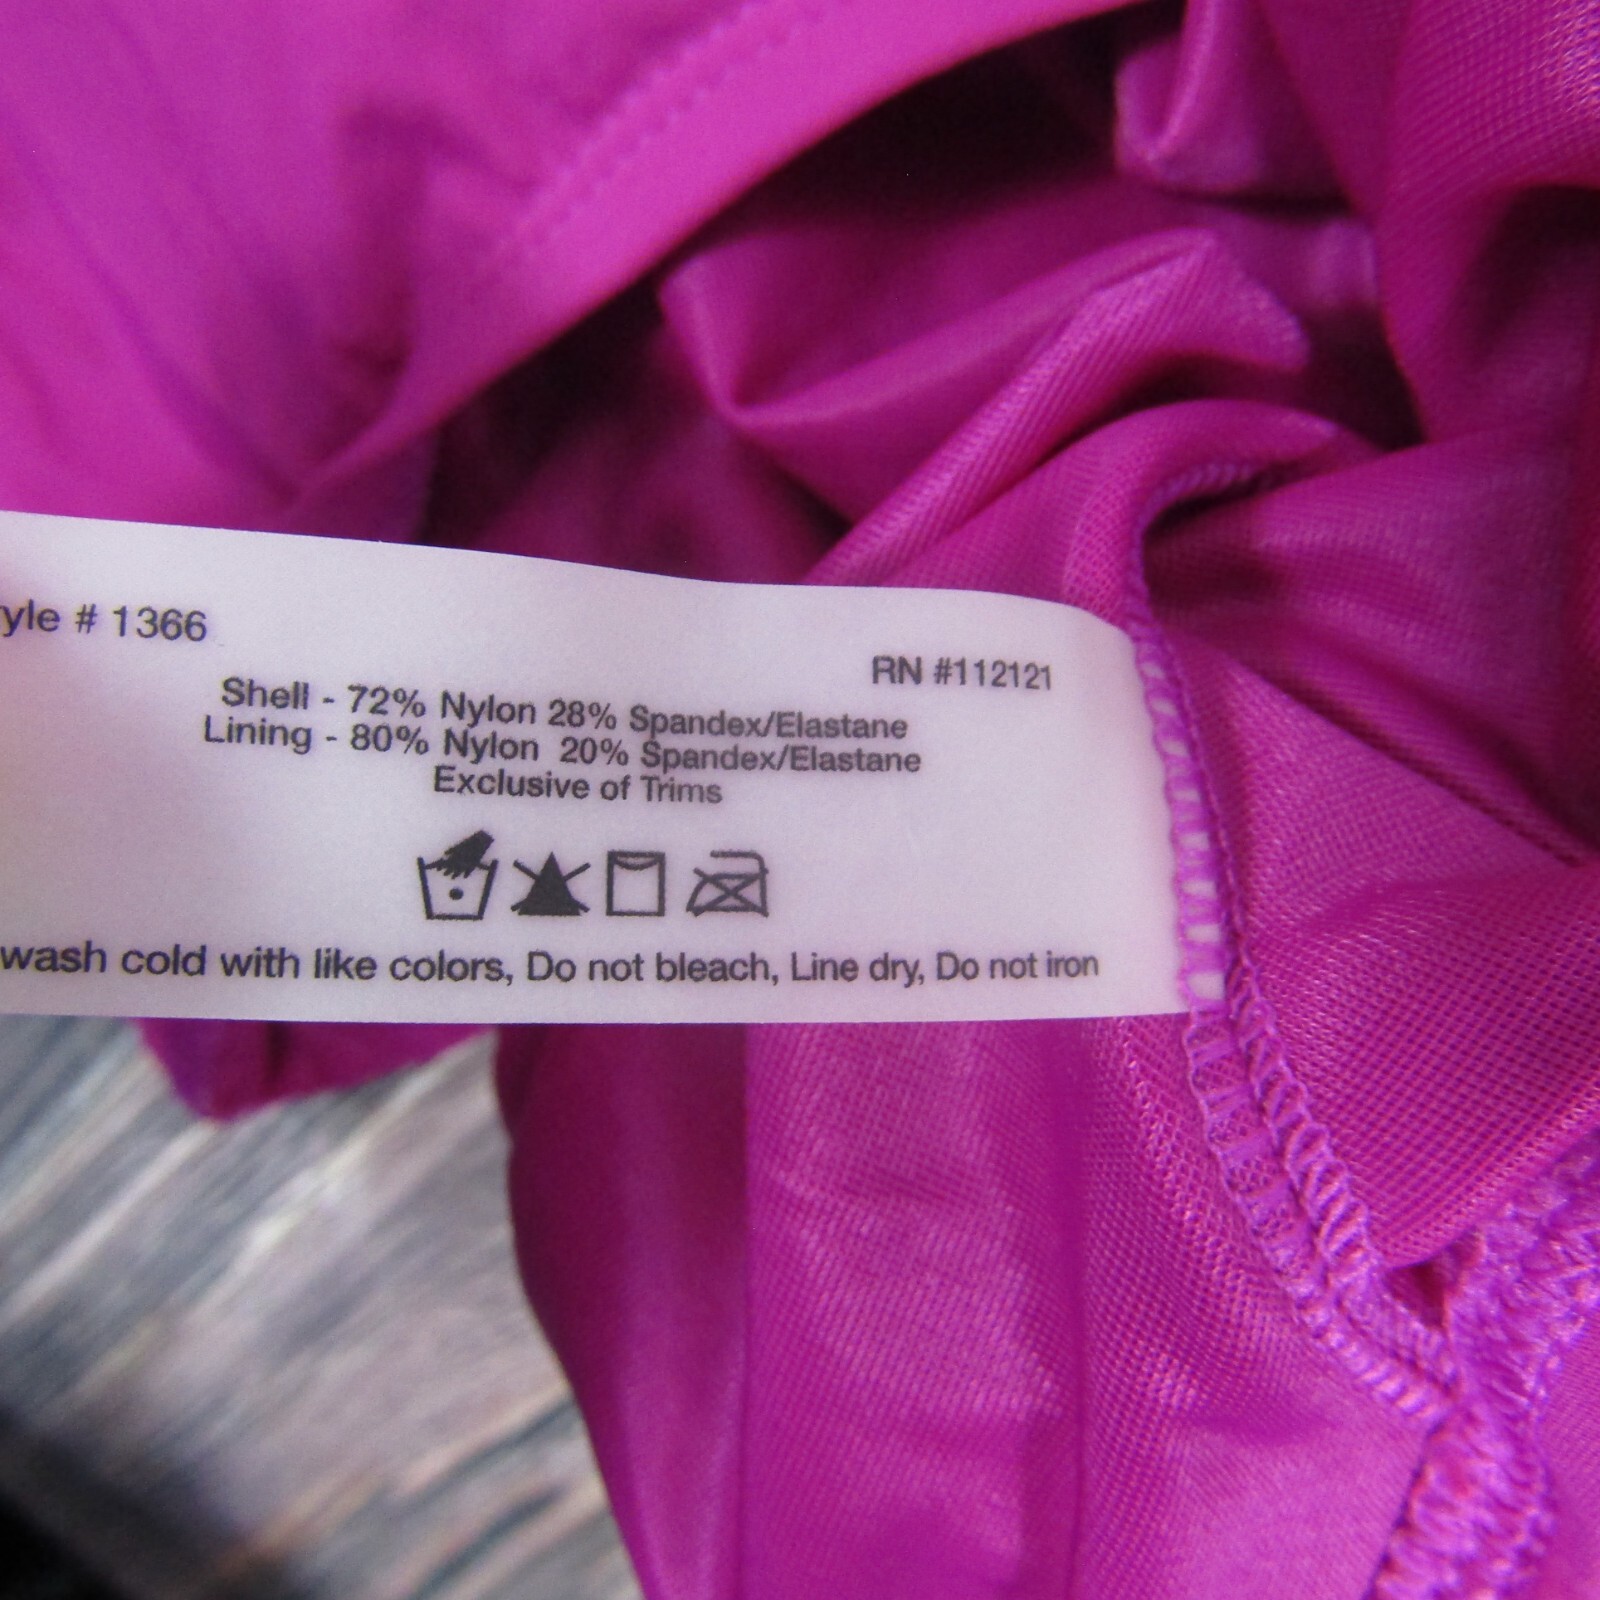 yle # 1366
RN #112121
Shell - 72% Nylon 28% Spandex/Elastane
Lining - 80% Nylon 20% Spandex/Elastane
Exclusive of Trims
wash cold with like colors, Do not bleach, Line dry, Do not iron